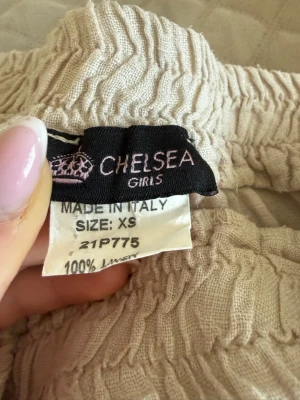 CHELSEA
GIRLS
MADE IN ITALY
SIZE: XS
21P775
100%